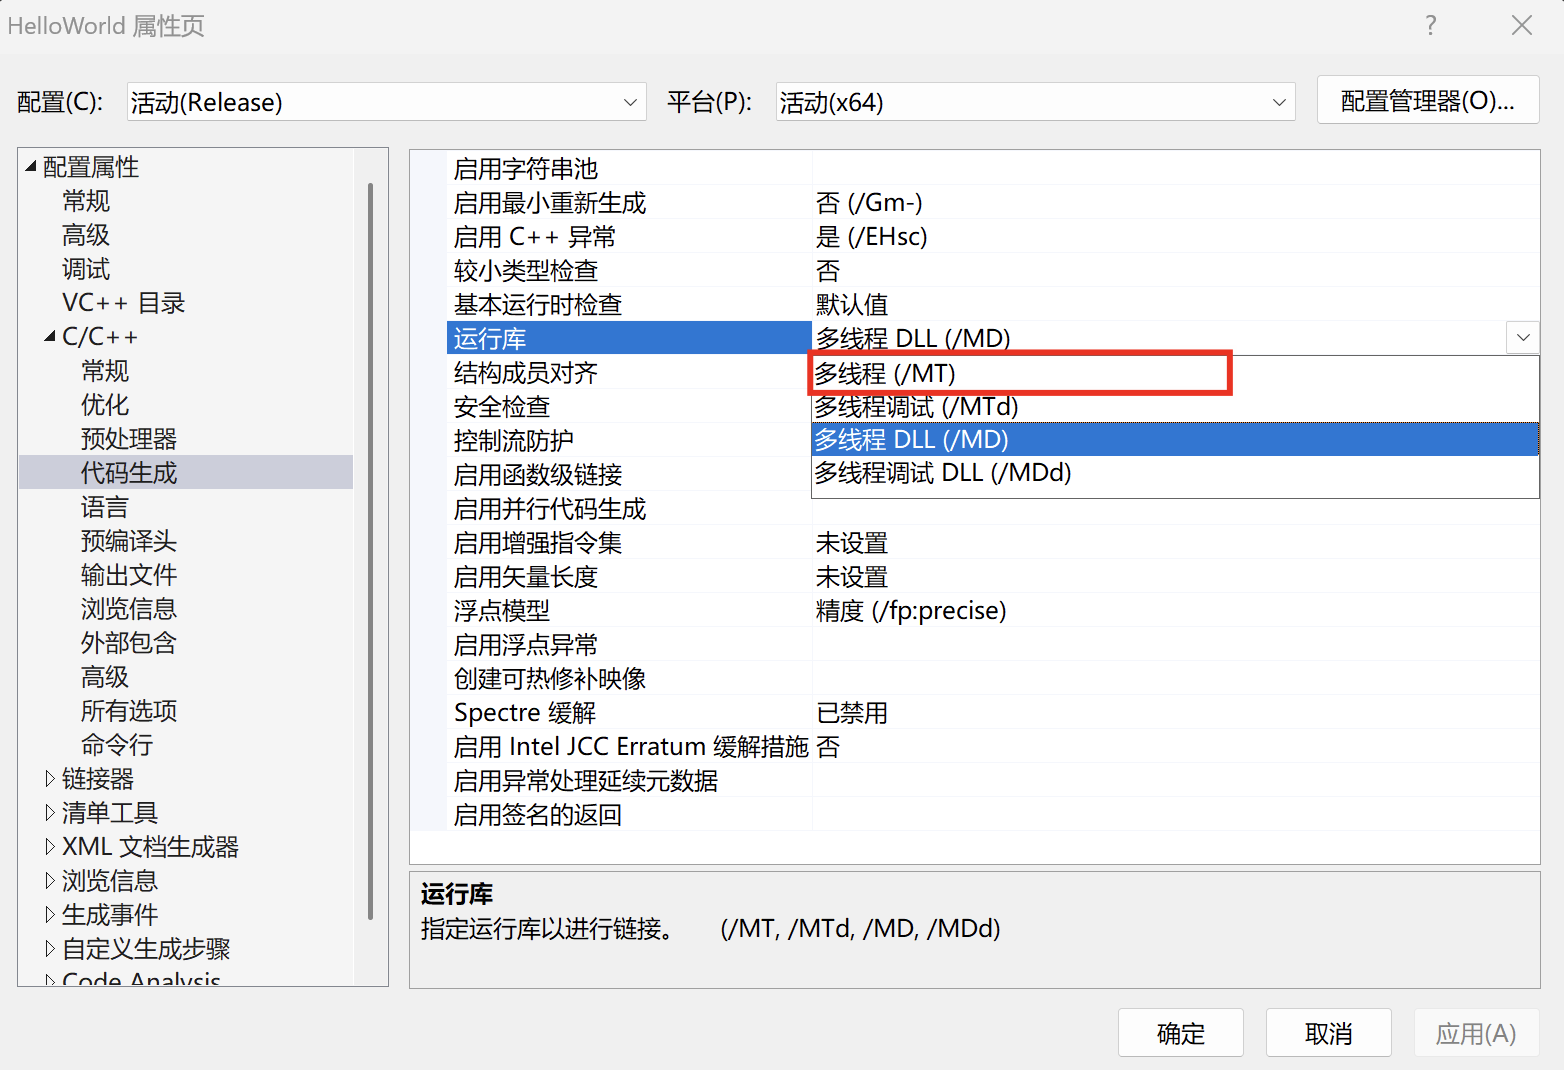 HelloWorld 属性页
?
配置(C):
活动(Release)
平台(P):
活动(x64)
配置管理器(O)...
配置属性
常规
高级
调试
VC++ 目录
C/C++
常规
优化
预处理器
代码生成
语言
预编译头
输出文件
浏览信息
外部包含
高级
所有选项
命令行
链接器
清单工具
XML 文档生成器
浏览信息
生成事件
自定义生成步骤
Code Analysis
启用字符串池
启用最小重新生成 否 (/Gm-)
启用 C++ 异常 是 (/EHsc)
较小类型检查 否
基本运行时检查 默认值
运行库 多线程 DLL (/MD)
结构成员对齐
安全检查
控制流防护
启用函数级链接
启用并行代码生成
多线程 (/MT)
多线程调试 (/MTd)
多线程 DLL (/MD)
多线程调试 DLL (/MDd)
启用增强指令集 未设置
启用矢量长度 未设置
浮点模型 精度 (/fp:precise)
启用浮点异常
创建可热修补映像
Spectre 缓解 已禁用
启用 Intel JCC Erratum 缓解措施 否
启用异常处理延续元数据
启用签名的返回
运行库
指定运行库以进行链接。 (/MT, /MTd, /MD, /MDd)
确定
取消
应用(A)